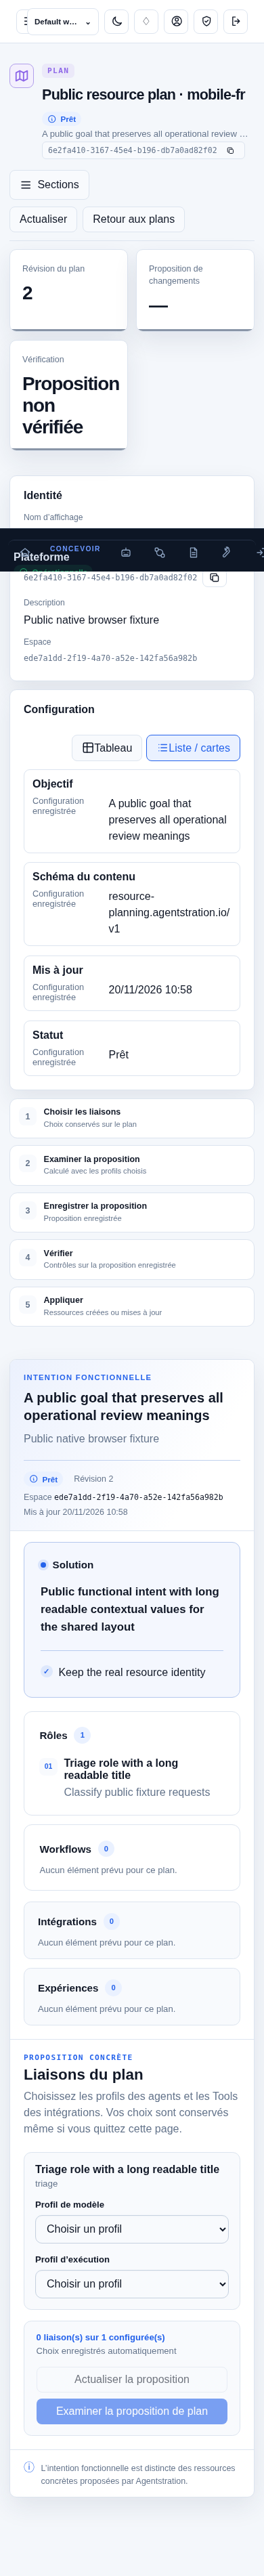 Default w...
PLAN
Public resource plan · mobile-fr
Prêt
A public goal that preserves all operational review ...
6e2fa410-3167-45e4-b196-db7a0ad82f02
Sections
Actualiser
Retour aux plans
Révision du plan
2
Proposition de
changements
—
Vérification
Proposition
non
vérifiée
Identité
Nom d'affichage
CONCEVOIR
Plateforme
6e2fa410-3167-45e4-b196-db7a0ad82f02
Description
Public native browser fixture
Espace
ede7a1dd-2f19-4a70-a52e-142fa56a982b
Configuration
Tableau
Liste / cartes
Objectif
Configuration
enregistrée
A public goal that
preserves all operational
review meanings
Schéma du contenu
Configuration
enregistrée
resource-
planning.agentstration.io/
v1
Mis à jour
Configuration
enregistrée
20/11/2026 10:58
Statut
Configuration
enregistrée
Prêt
1
Choisir les liaisons
Choix conservés sur le plan
2
Examiner la proposition
Calculé avec les profils choisis
3
Enregistrer la proposition
Proposition enregistrée
4
Vérifier
Contrôles sur la proposition enregistrée
5
Appliquer
Ressources créées ou mises à jour
INTENTION FONCTIONNELLE
A public goal that preserves all
operational review meanings
Public native browser fixture
Prêt
Révision 2
Espace ede7a1dd-2f19-4a70-a52e-142fa56a982b
Mis à jour 20/11/2026 10:58
Solution
Public functional intent with long
readable contextual values for
the shared layout
Keep the real resource identity
Rôles 1
01
Triage role with a long
readable title
Classify public fixture requests
Workflows 0
Aucun élément prévu pour ce plan.
Intégrations 0
Aucun élément prévu pour ce plan.
Expériences 0
Aucun élément prévu pour ce plan.
PROPOSITION CONCRÈTE
Liaisons du plan
Choisissez les profils des agents et les Tools
des intégrations. Vos choix sont conservés
même si vous quittez cette page.
Triage role with a long readable title
triage
Profil de modèle
Choisir un profil
Profil d'exécution
Choisir un profil
0 liaison(s) sur 1 configurée(s)
Choix enregistrés automatiquement
Actualiser la proposition
Examiner la proposition de plan
L'intention fonctionnelle est distincte des ressources
concrètes proposées par Agentstration.